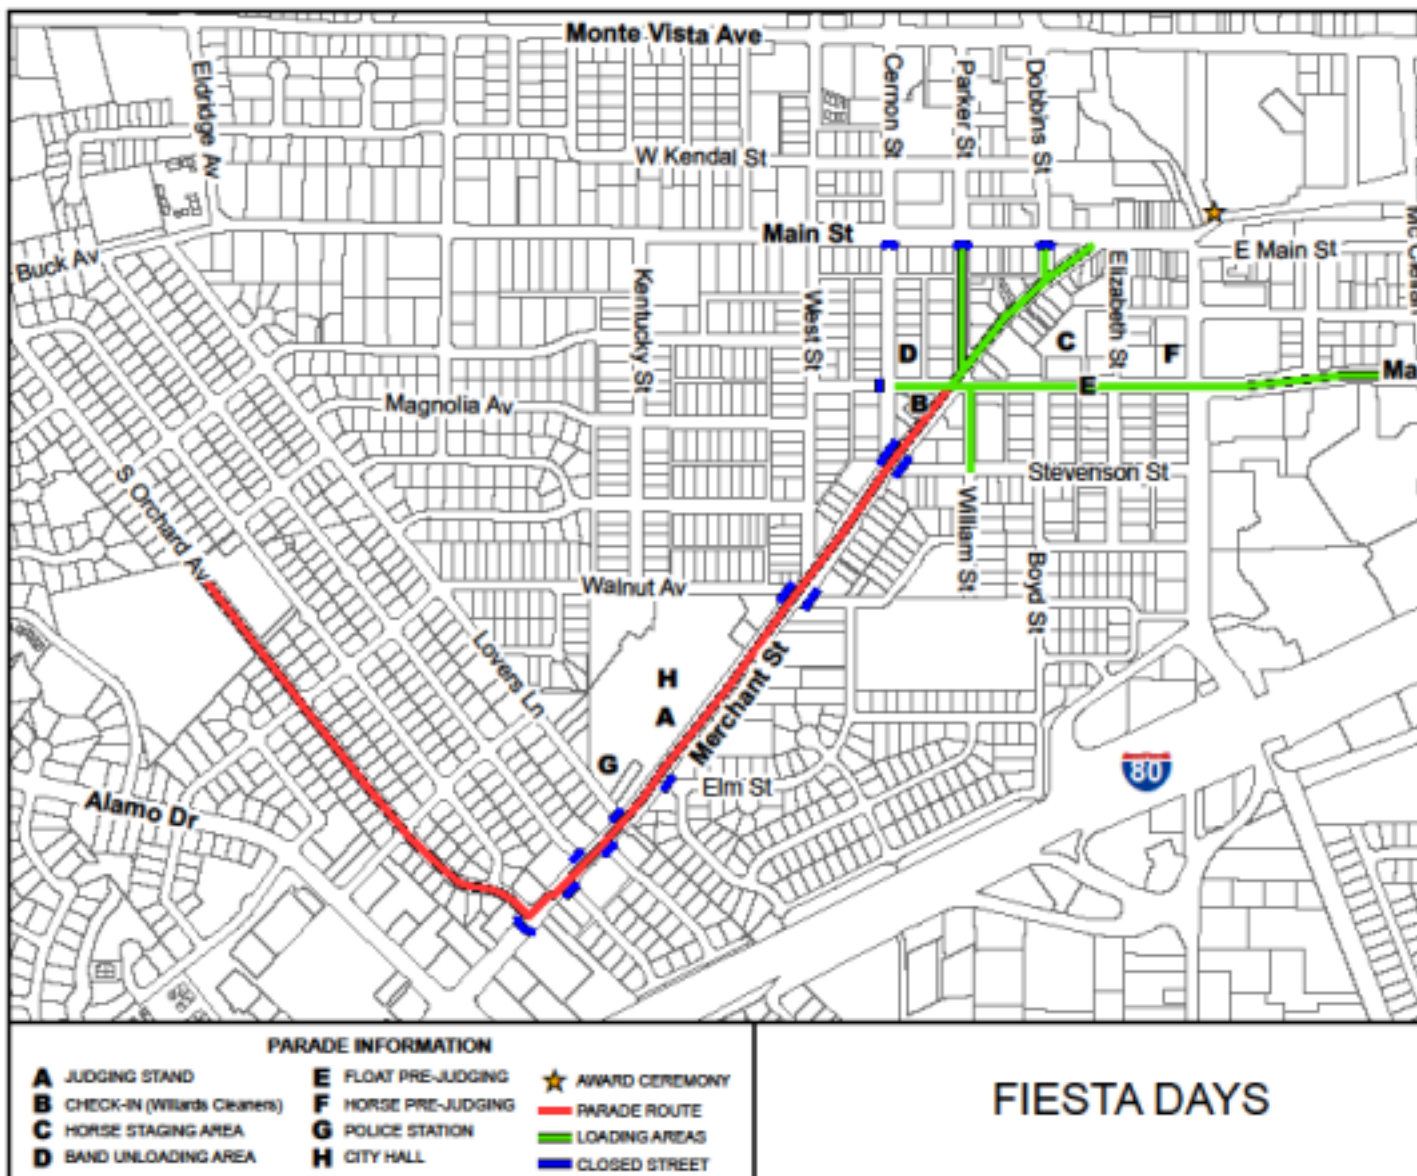 Monte Vista Ave
Eldridge Av
Cernon St
Parker St
Dobbins St
W Kendal St
Main St
E Main St
Buck Av
Kentucky St
West St
Elizabeth St
D
C
F
E
Ma
B
Magnolia Av
S Orchard Av
Stevenson St
William St
Boyd St
Walnut Av
Lovers Ln
H
A
Merchant St
G
Elm St
80
Alamo Dr
PARADE INFORMATION
A JUDGING STAND
B CHECK-IN (Willards Cleaners)
C HORSE STAGING AREA
D BAND UNLOADING AREA
E FLOAT PRE-JUDGING
F HORSE PRE-JUDGING
G POLICE STATION
H CITY HALL
AWARD CEREMONY
PARADE ROUTE
LOADING AREAS
CLOSED STREET
FIESTA DAYS